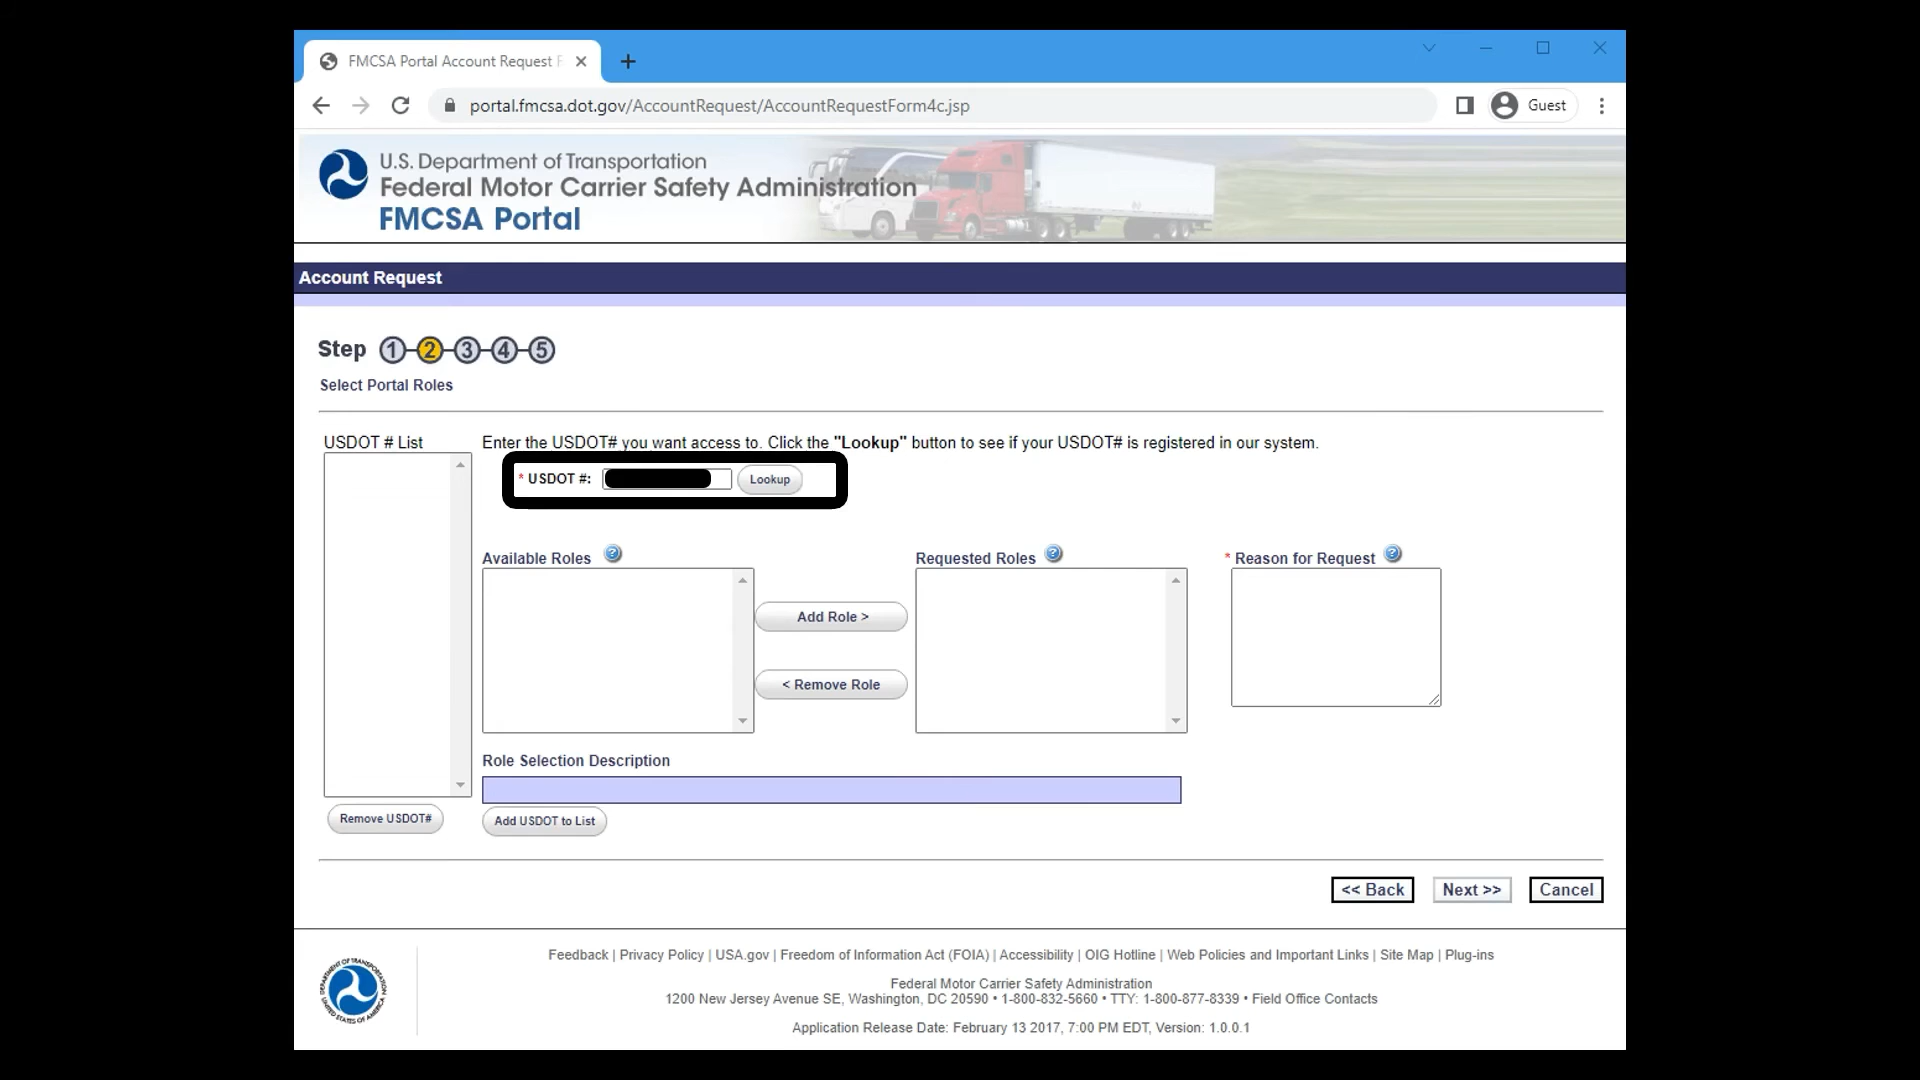 FMCSA Portal Account Request F
portal.fmcsa.dot.gov/AccountRequest/AccountRequestForm4c.jsp
Guest
U.S. Department of Transportation
Federal Motor Carrier Safety Administration
FMCSA Portal
Account Request
Step 1 2 3 4 5
Select Portal Roles
USDOT # List
Enter the USDOT# you want access to. Click the "Lookup" button to see if your USDOT# is registered in our system.
* USDOT #: Lookup
Available Roles ?
Requested Roles ?
* Reason for Request ?
Add Role >
< Remove Role
Role Selection Description
Remove USDOT#
Add USDOT to List
<< Back Next >> Cancel
Feedback | Privacy Policy | USA.gov | Freedom of Information Act (FOIA) | Accessibility | OIG Hotline | Web Policies and Important Links | Site Map | Plug-ins
DEPARTMENT OF TRANSPORTATION
UNITED STATES OF AMERICA
Federal Motor Carrier Safety Administration
1200 New Jersey Avenue SE, Washington, DC 20590 • 1-800-832-5660 • TTY: 1-800-877-8339 • Field Office Contacts
Application Release Date: February 13 2017, 7:00 PM EDT, Version: 1.0.0.1